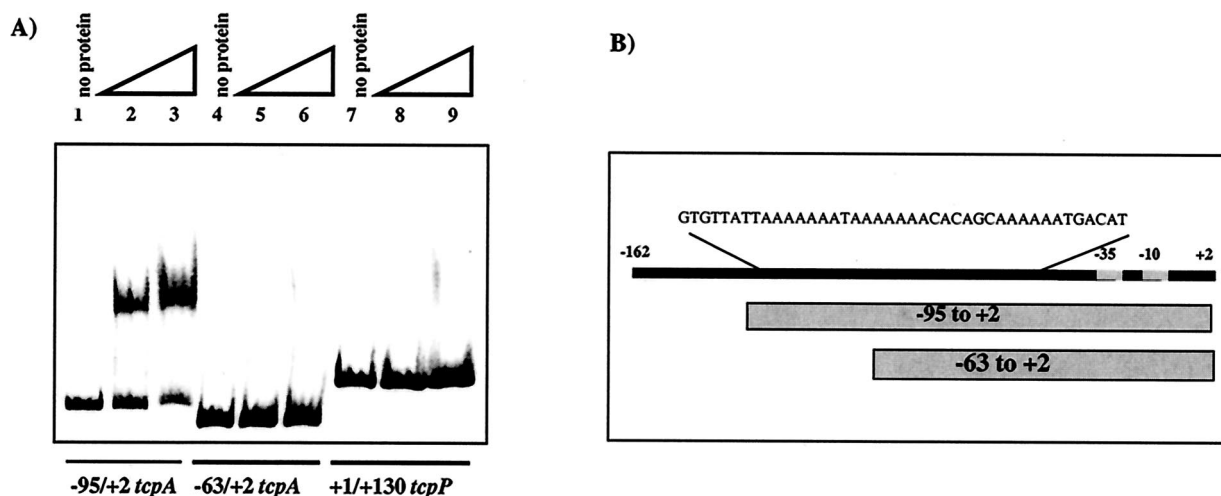 A)
no protein
no protein
no protein
1 2 3 4 5 6 7 8 9
-95/+2 tcpA -63/+2 tcpA +1/+130 tcpP
B)
GTGTTATTAAAAAAATAAAAAAACACAGCAAAAAATGACAT
-162 -35 -10 +2
-95 to +2
-63 to +2